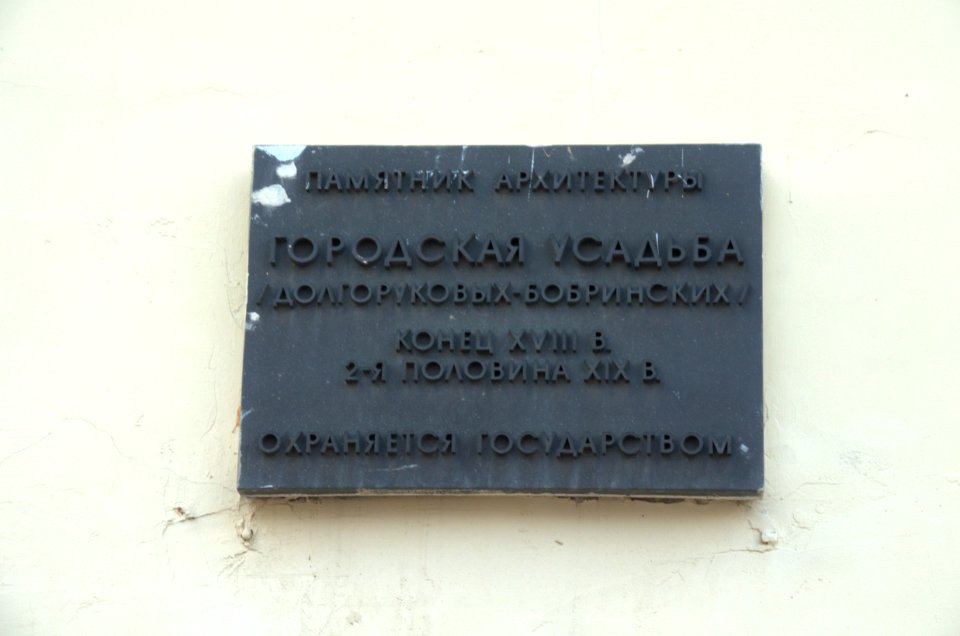 ПАМЯТНИК АРХИТЕКТУРЫ
ГОРОДСКАЯ УСАДЬБА
/ДОЛГОРУКОВЫХ-БОБРИНСКИХ/
КОНЕЦ XVIII В.
2-Я ПОЛОВИНА XIX В.
ОХРАНЯЕТСЯ ГОСУДАРСТВОМ